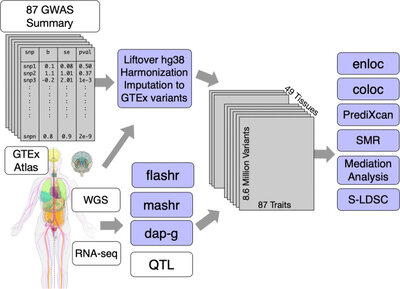 87 GWAS
Summary
snp b se pval
snp1 0.1 0.08 0.50
snp2 1.1 1.01 0.37
snp3 -0.2 2.01 1e-3
snpn 0.8 0.9 2e-9
Liftover hg38
Harmonization
Imputation to
GTEx variants
GTEx
Atlas
WGS
RNA-seq
flashr
mashr
dap-g
QTL
49 Tissues
8.6 Million Variants
87 Traits
enloc
coloc
PrediXcan
SMR
Mediation
Analysis
S-LDSC